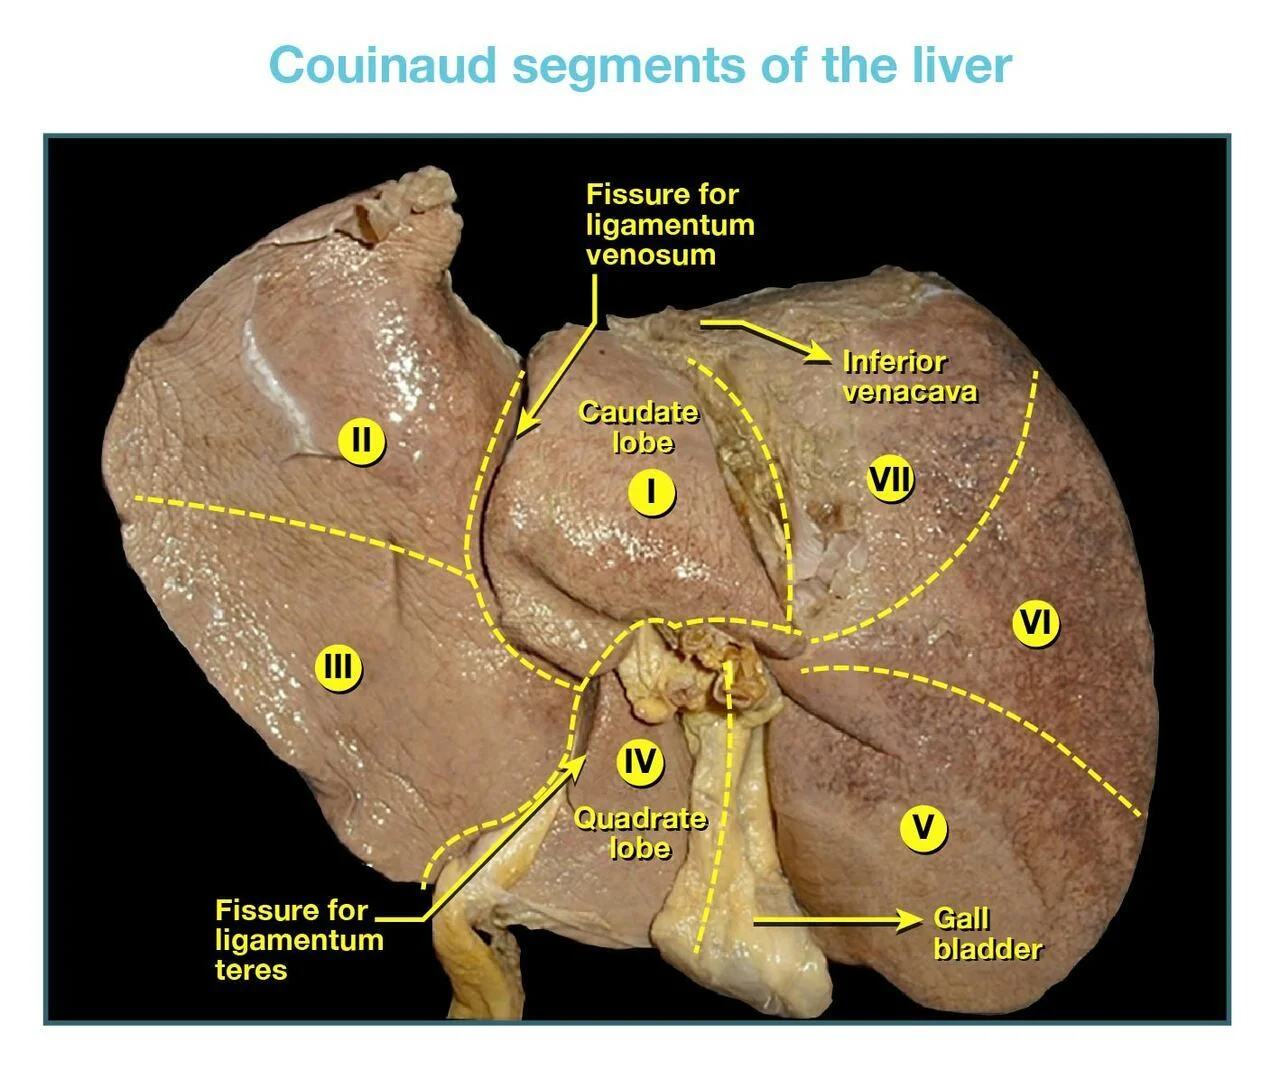 Couinaud segments of the liver
Fissure for
ligamentum
venosum
Inferior
venacava
Caudate
lobe
II
I
VII
VI
III
IV
Quadrate
lobe
V
Fissure for
ligamentum
teres
Gall
bladder